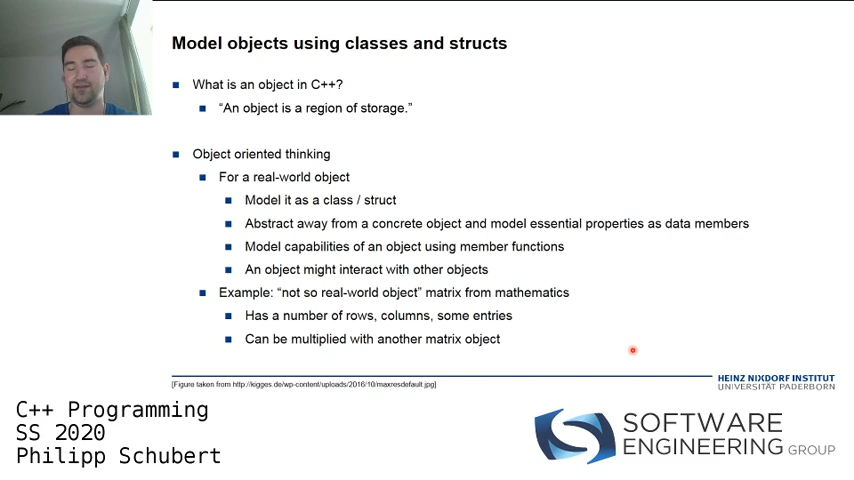 Model objects using classes and structs
What is an object in C++?
“An object is a region of storage.”
Object oriented thinking
For a real-world object
Model it as a class / struct
Abstract away from a concrete object and model essential properties as data members
Model capabilities of an object using member functions
An object might interact with other objects
Example: “not so real-world object” matrix from mathematics
Has a number of rows, columns, some entries
Can be multiplied with another matrix object
[Figure taken from http://kigges.de/wp-content/uploads/2016/10/maxresdefault.jpg]
HEINZ NIXDORF INSTITUT
UNIVERSITÄT PADERBORN
C++ Programming
SS 2020
Philipp Schubert
SOFTWARE
ENGINEERING GROUP